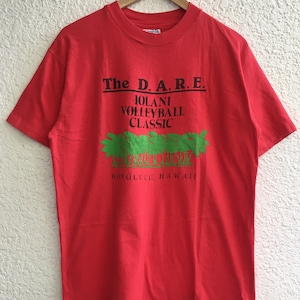 The D.A.R.E.
IOLANI
VOLLEYBALL
CLASSIC
HONOLULU, HAWAII